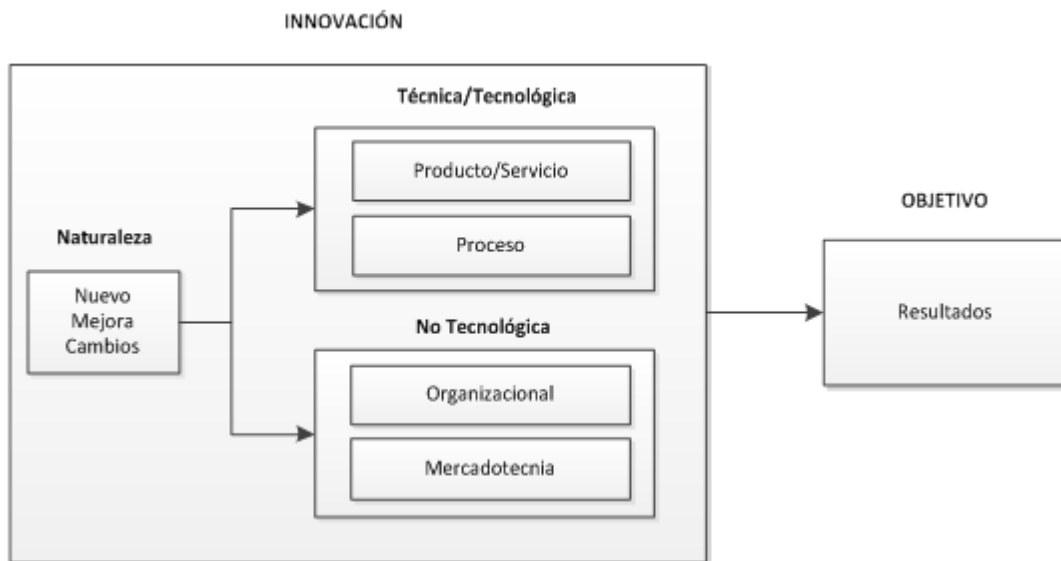 INNOVACIÓN
Técnica/Tecnológica
Producto/Servicio
Proceso
Naturaleza
Nuevo
Mejora
Cambios
No Tecnológica
Organizacional
Mercadotecnia
OBJETIVO
Resultados